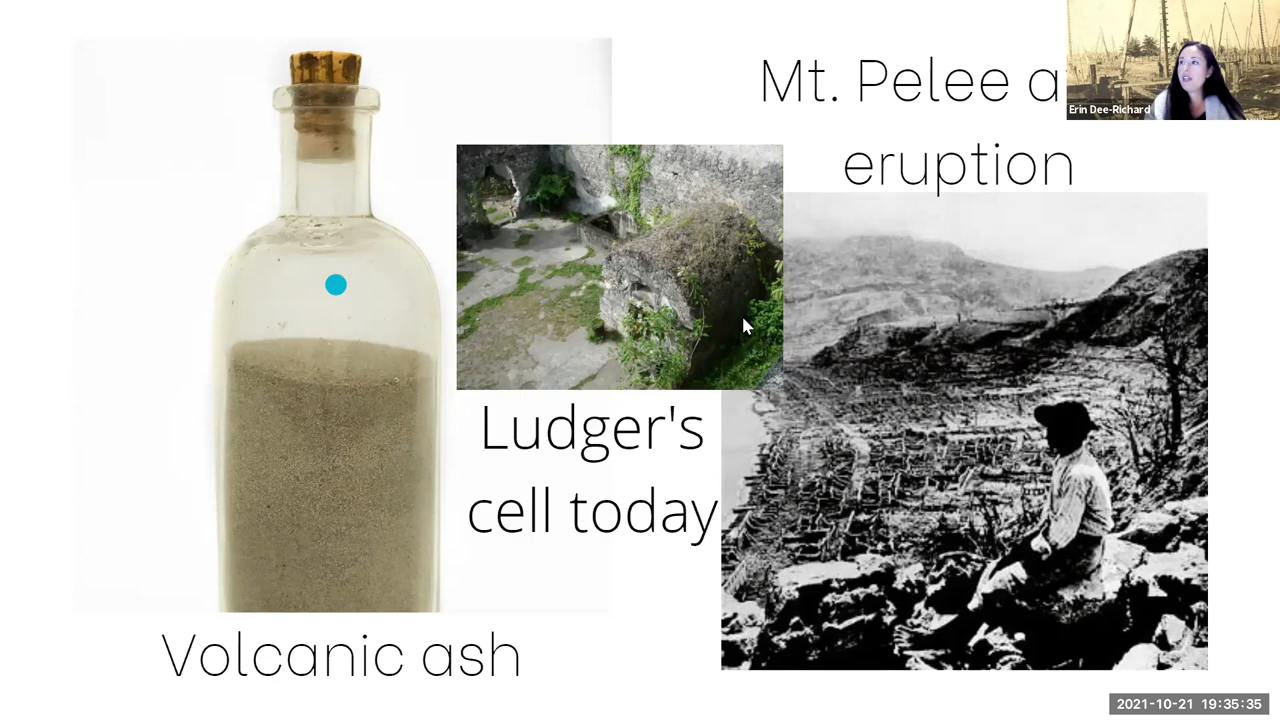 Mt. Pelee a
eruption
Erin Dee-Richard
Ludger's
cell today
Volcanic ash
2021-10-21 19:35:35